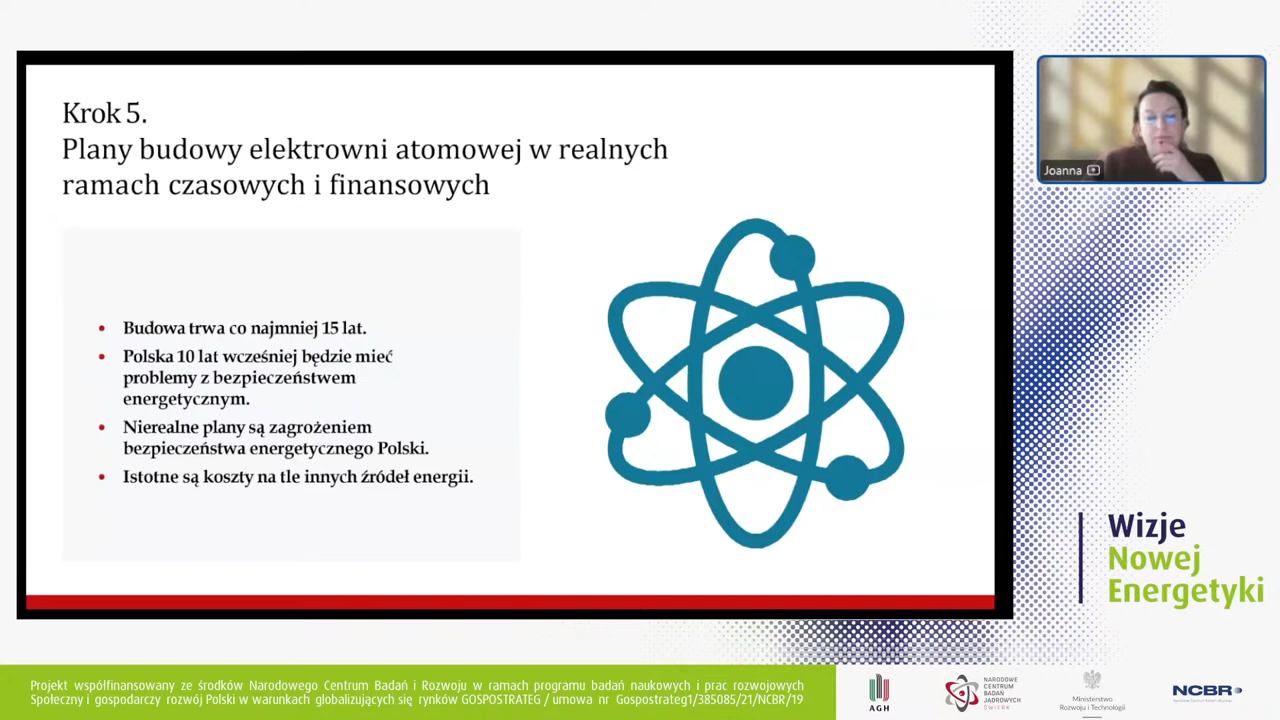 Krok 5.
Plany budowy elektrowni atomowej w realnych
ramach czasowych i finansowych
Budowa trwa co najmniej 15 lat.
Polska 10 lat wcześniej będzie mieć
problemy z bezpieczeństwem
energetycznym.
Nierealne plany są zagrożeniem
bezpieczeństwa energetycznego Polski.
Istotne są koszty na tle innych źródeł energii.
Joanna
Wizje
Nowej
Energetyki
Projekt współfinansowany ze środków Narodowego Centrum Badań i Rozwoju w ramach programu badań naukowych i prac rozwojowych
Społeczny i gospodarczy rozwój Polski w warunkach globalizujących się rynków GOSPOSTRATEG / umowa nr Gospostrateg1/385085/21/NCBR/19
AGH
NARODOWE
CENTRUM
BADAŃ
JĄDROWYCH
ŚWIERK
Ministerstwo
Rozwoju i Technologii
NCBR